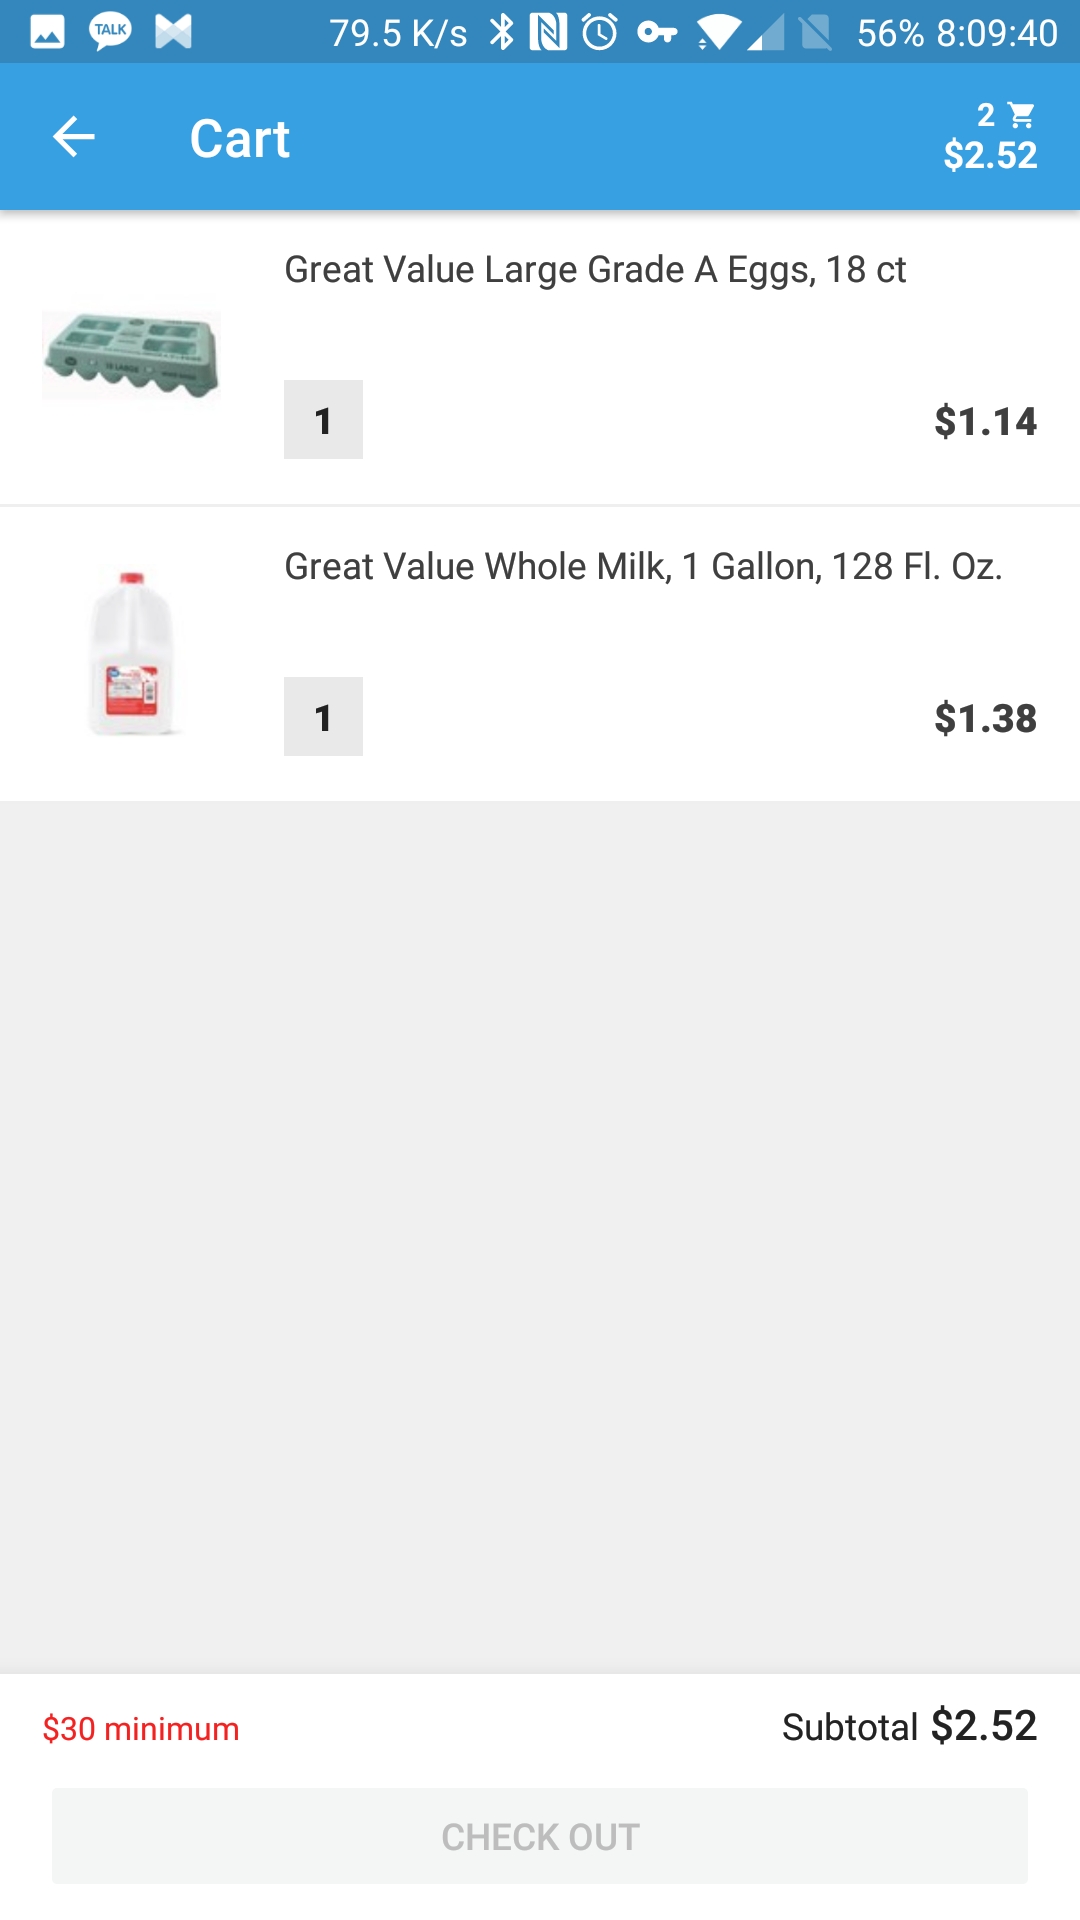 TALK 79.5 K/s 56% 8:09:40
Cart
2
$2.52
Great Value Large Grade A Eggs, 18 ct
1 $1.14
Great Value Whole Milk, 1 Gallon, 128 Fl. Oz.
1 $1.38
$30 minimum Subtotal $2.52
CHECK OUT